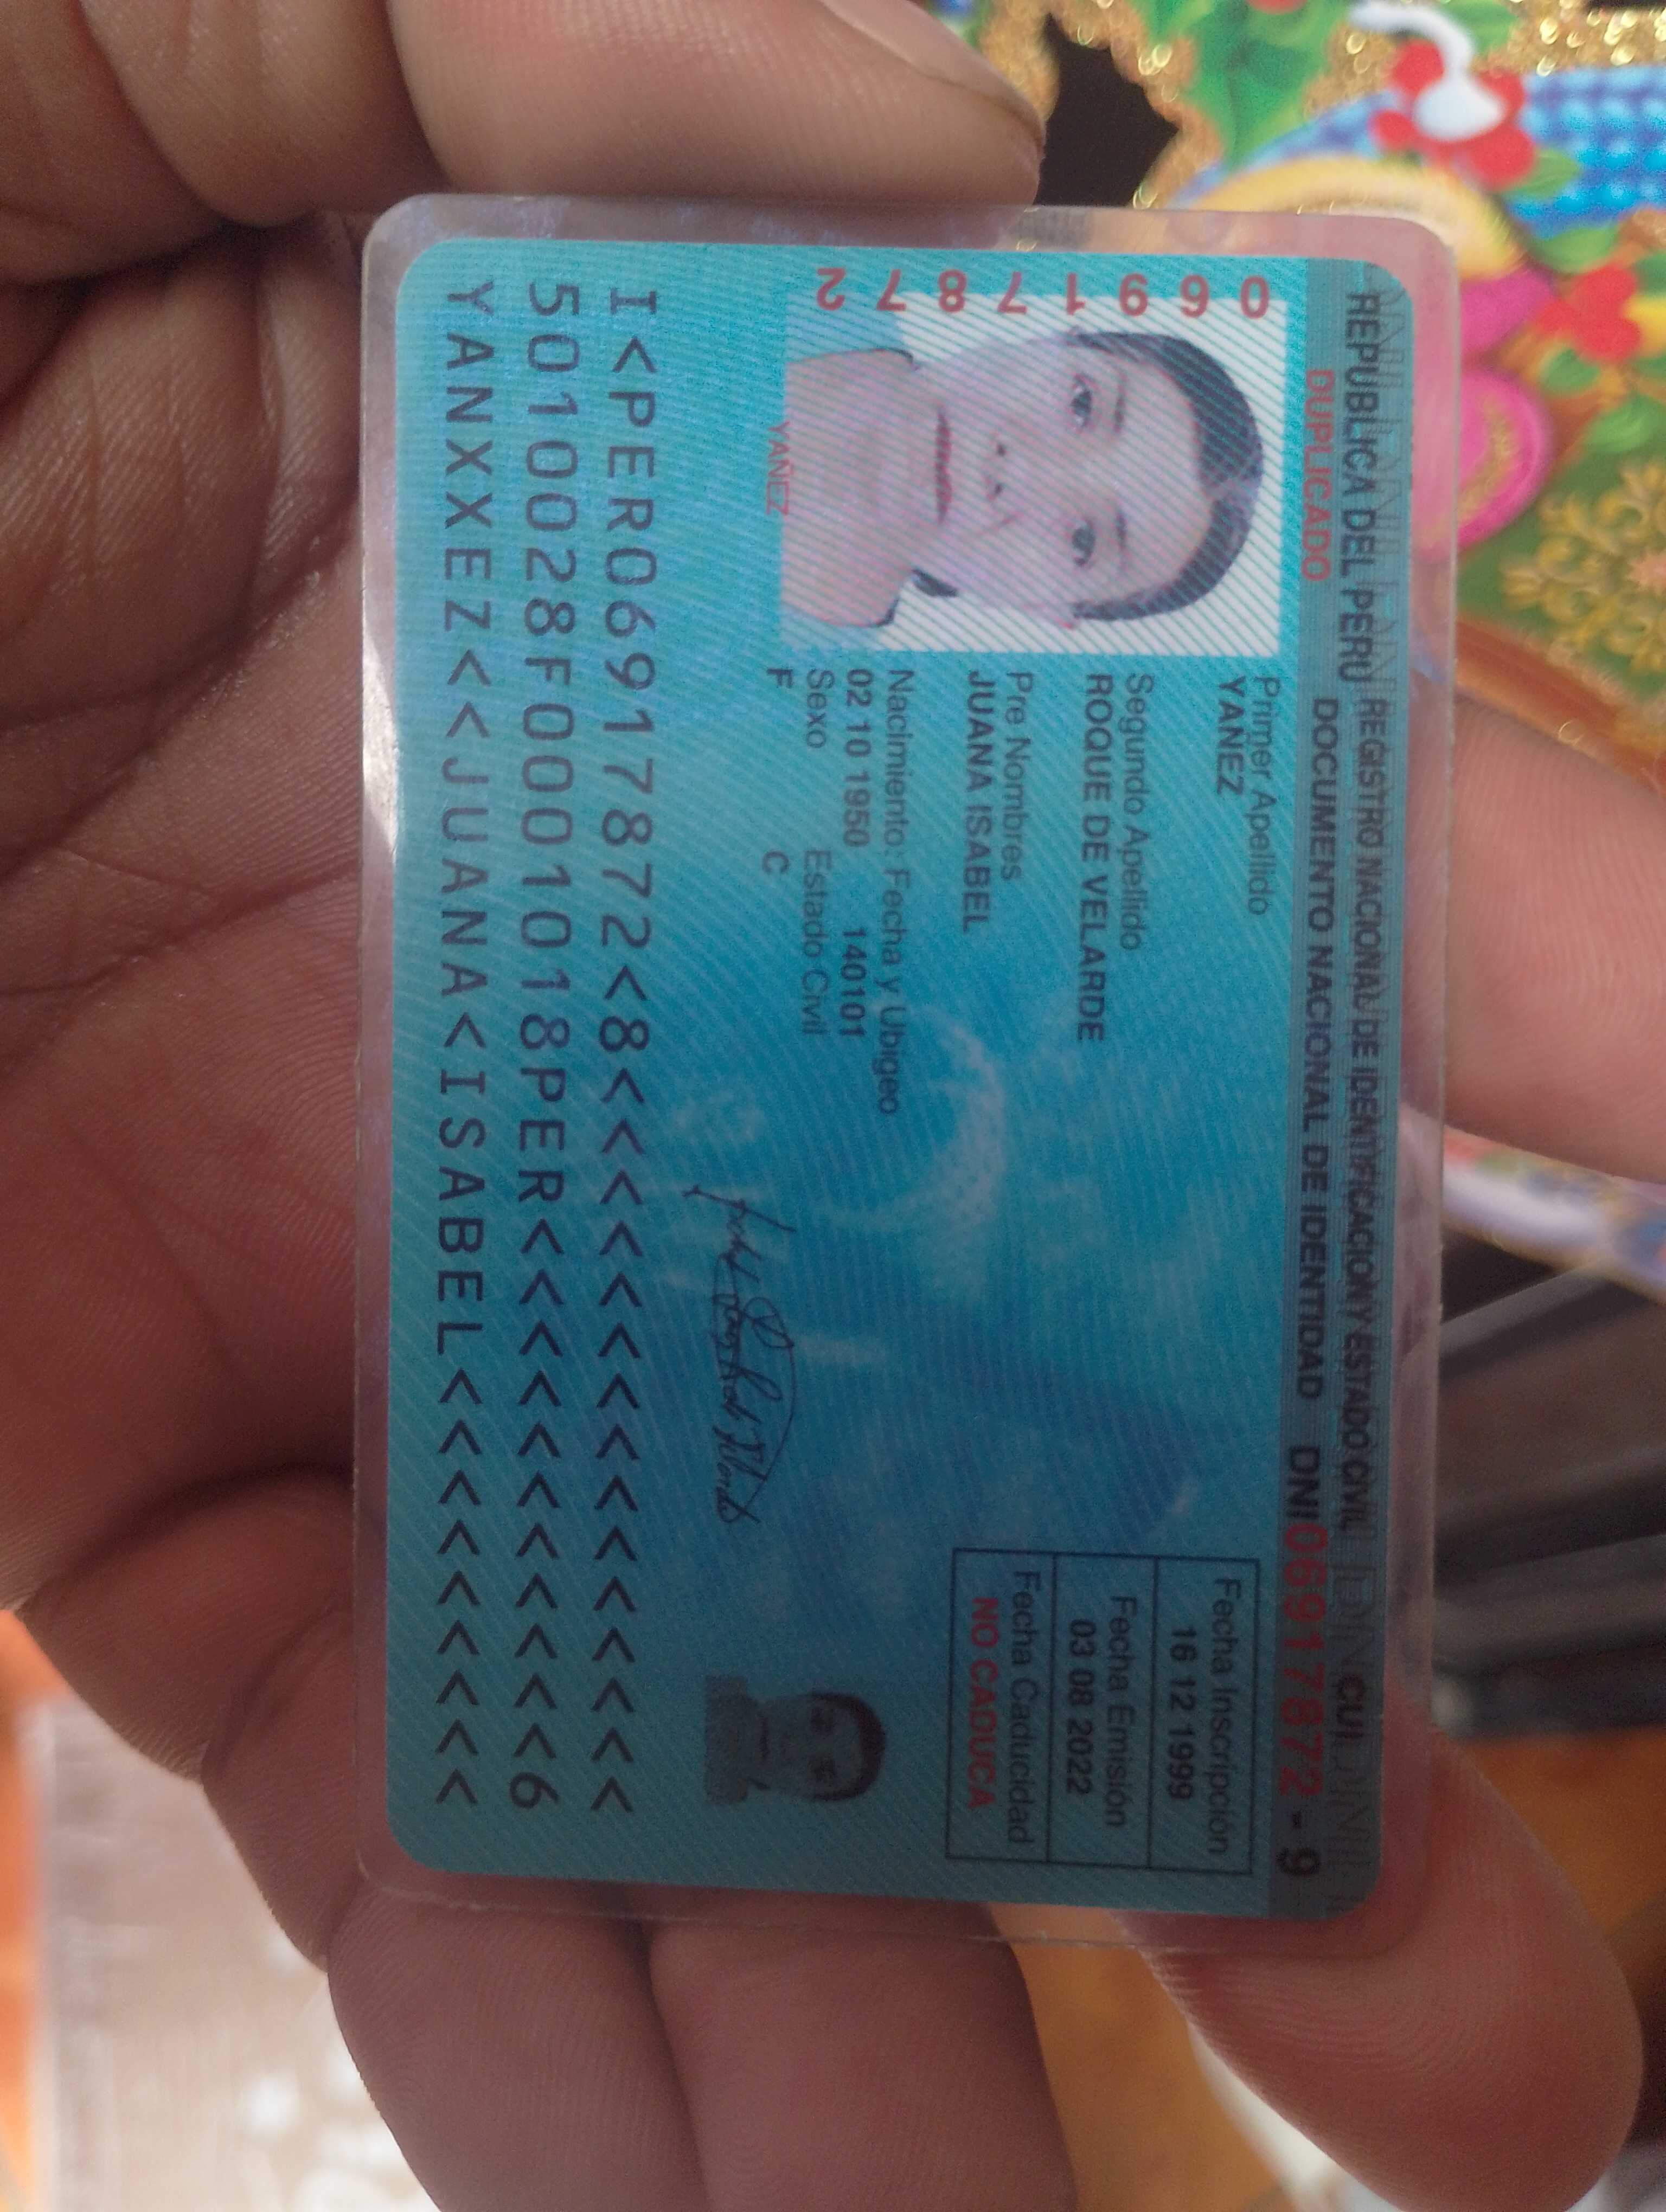 REPUBLICA DEL PERU REGISTRO NACIONAL DE IDENTIFICACION Y ESTADO CIVIL CUI
DUPLICADO DOCUMENTO NACIONAL DE IDENTIDAD DNI 06917872 - 9
06917872
YAÑEZ
Primer Apellido
YAÑEZ
Segundo Apellido
ROQUE DE VELARDE
Pre Nombres
JUANA ISABEL
Nacimiento: Fecha y Ubigeo
02 10 1950 140101
Sexo Estado Civil
F C
Fecha Inscripción
16 12 1999
Fecha Emisión
03 08 2022
Fecha Caducidad
NO CADUCA
I<PER06917872<8<<<<<<<<<<<<<<<
5010028F0001018PER<<<<<<<<<<<6
YANXXEZ<<JUANA<ISABEL<<<<<<<<<